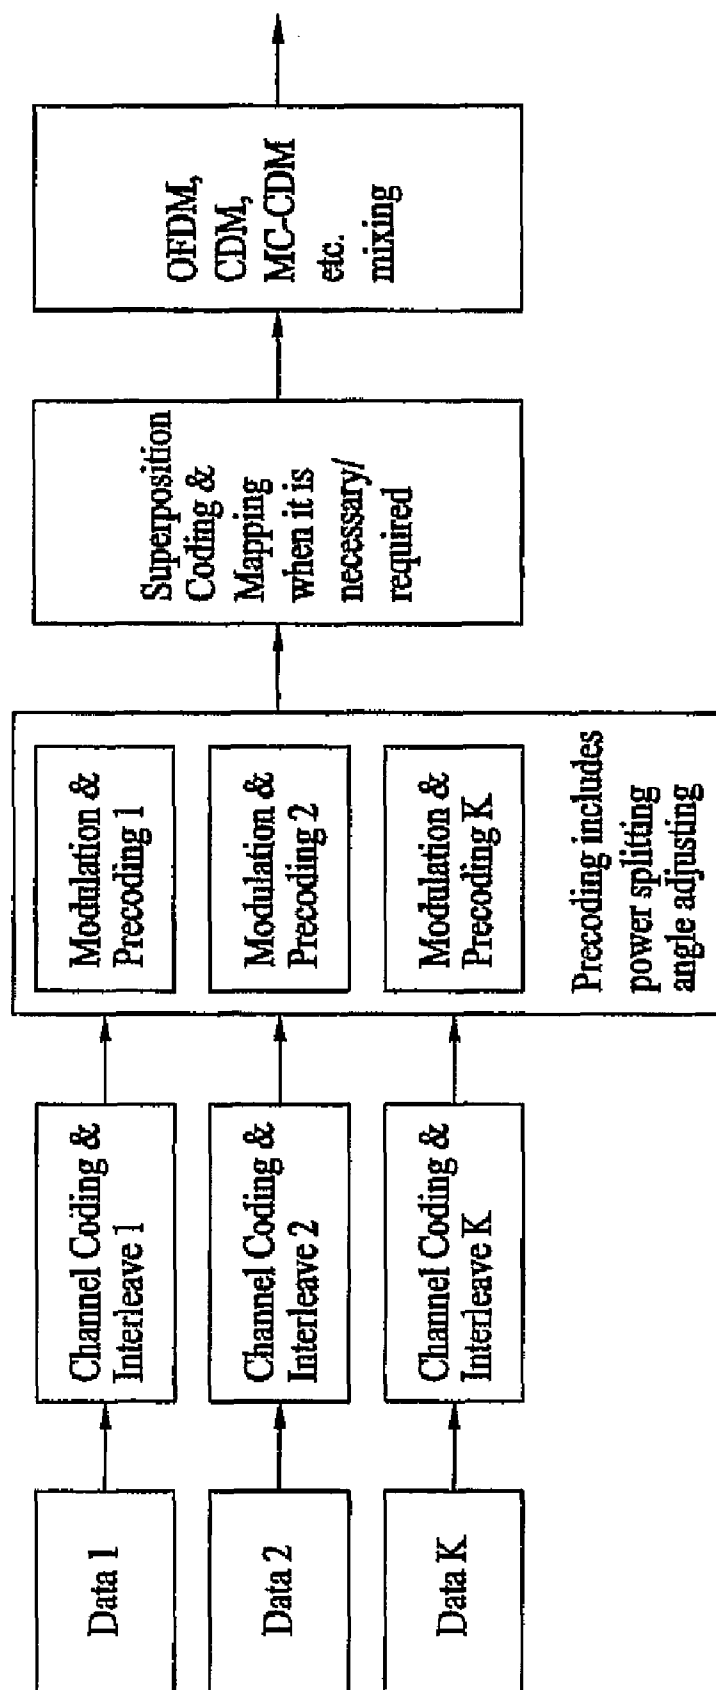 Data 1
Channel Coding &
Interleave 1
Modulation &
Precoding 1
Data 2
Channel Coding &
Interleave 2
Modulation &
Precoding 2
Data K
Channel Coding &
Interleave K
Modulation &
Precoding K
Precoding includes
power splitting
angle adjusting
Superposition
Coding &
Mapping
when it is
necessary/
required
OFDM,
CDM,
MC-CDM
etc.
mixing